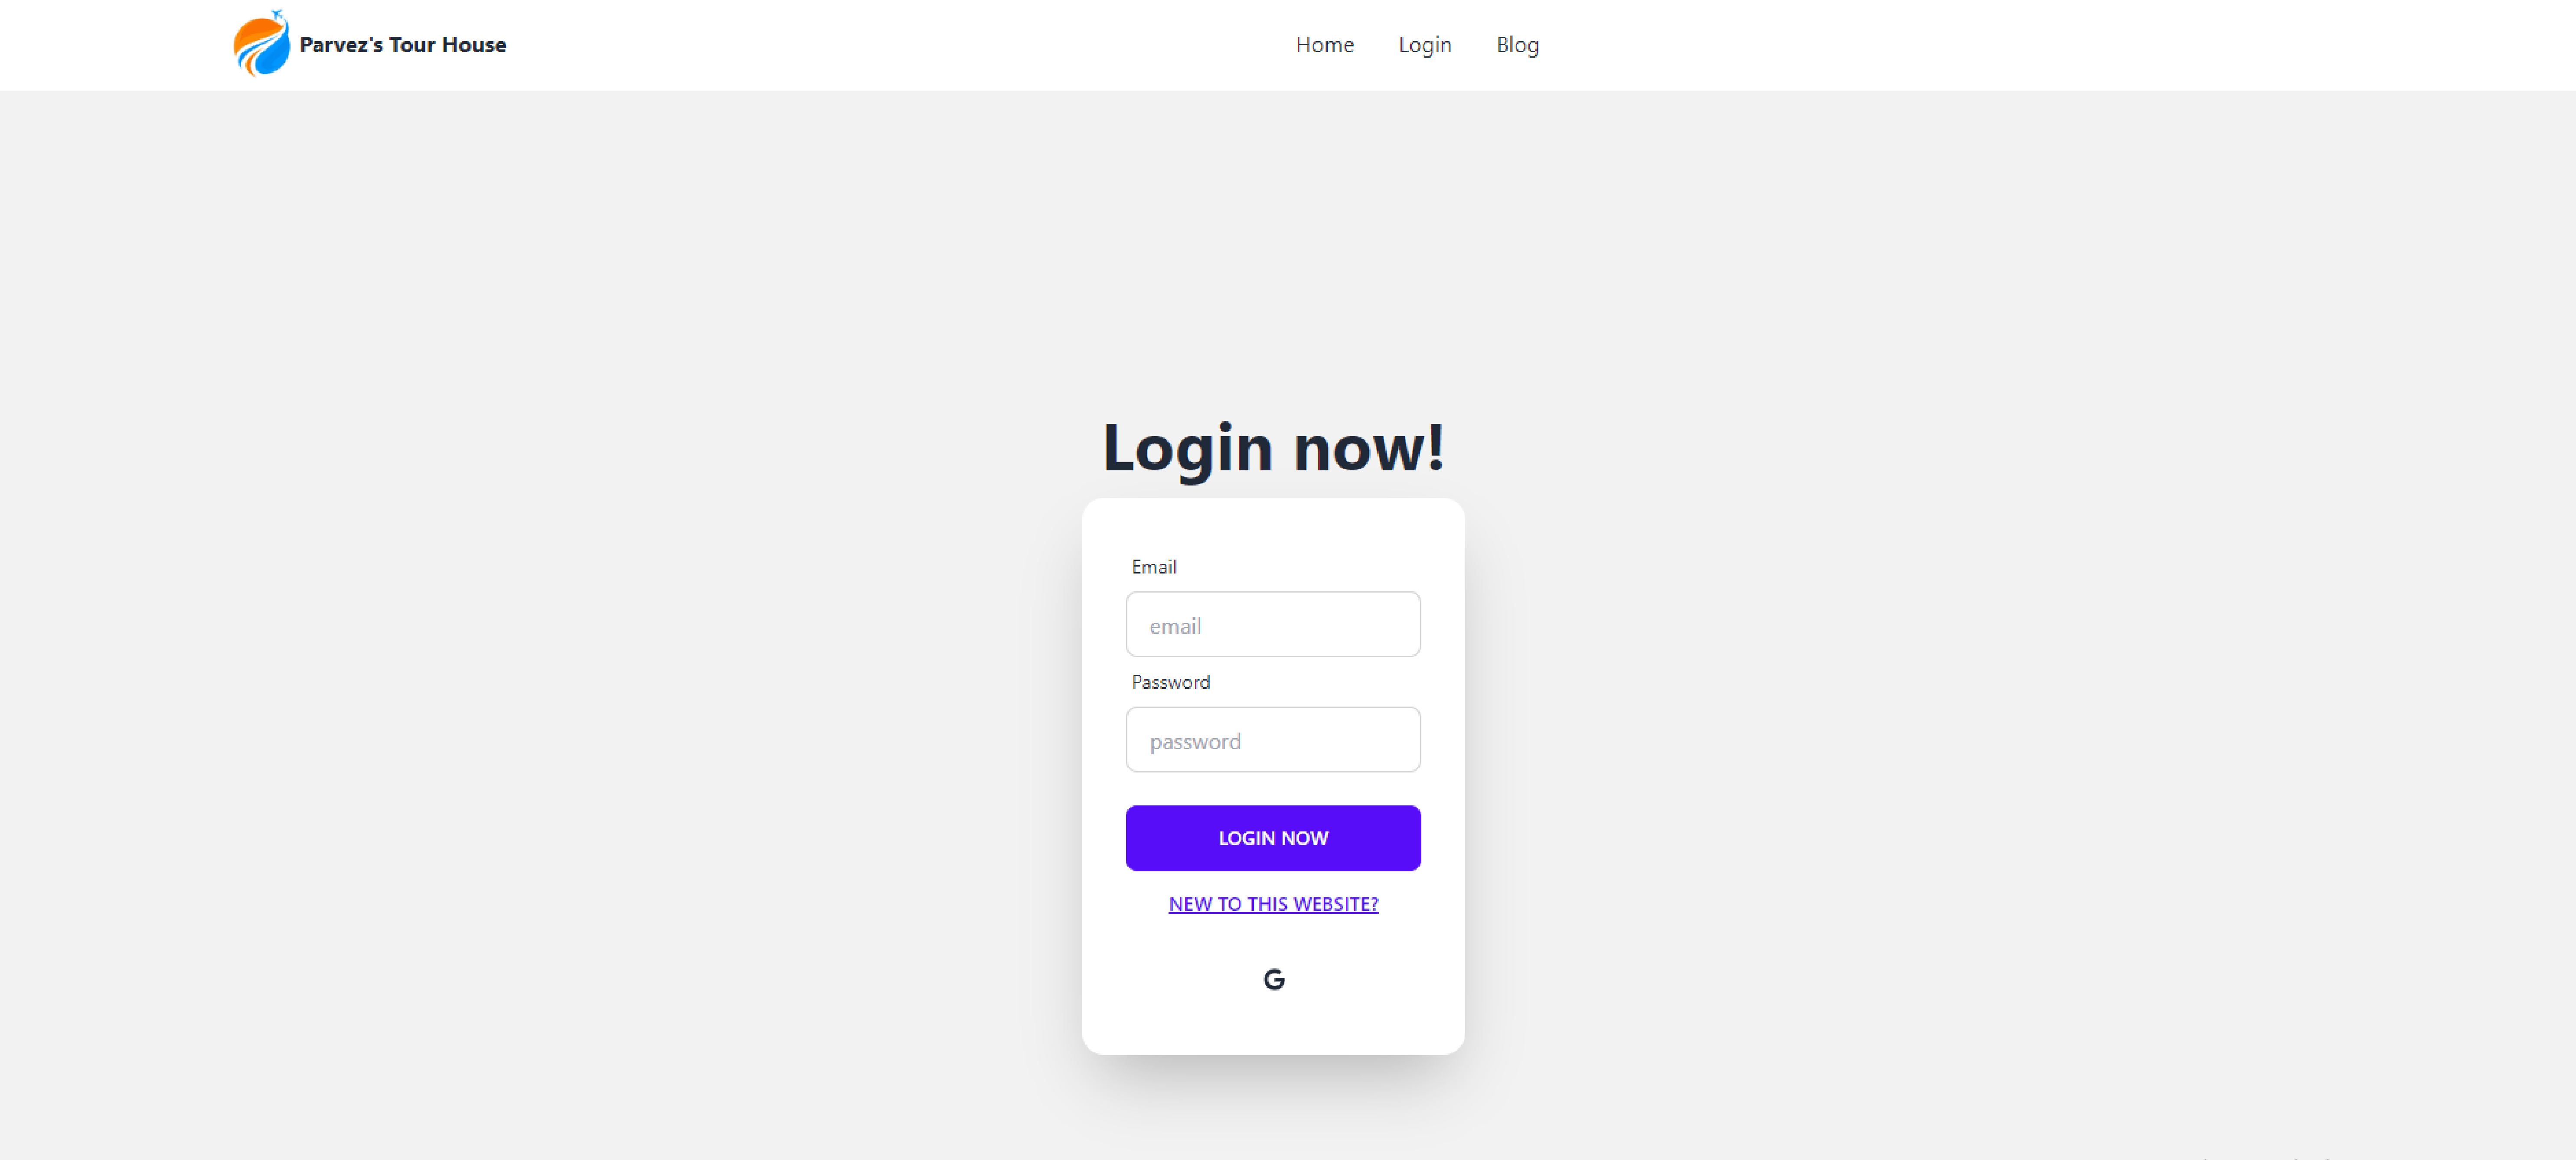 Parvez's Tour House
Home Login Blog
Login now!
Email
email
Password
password
LOGIN NOW
NEW TO THIS WEBSITE?
G